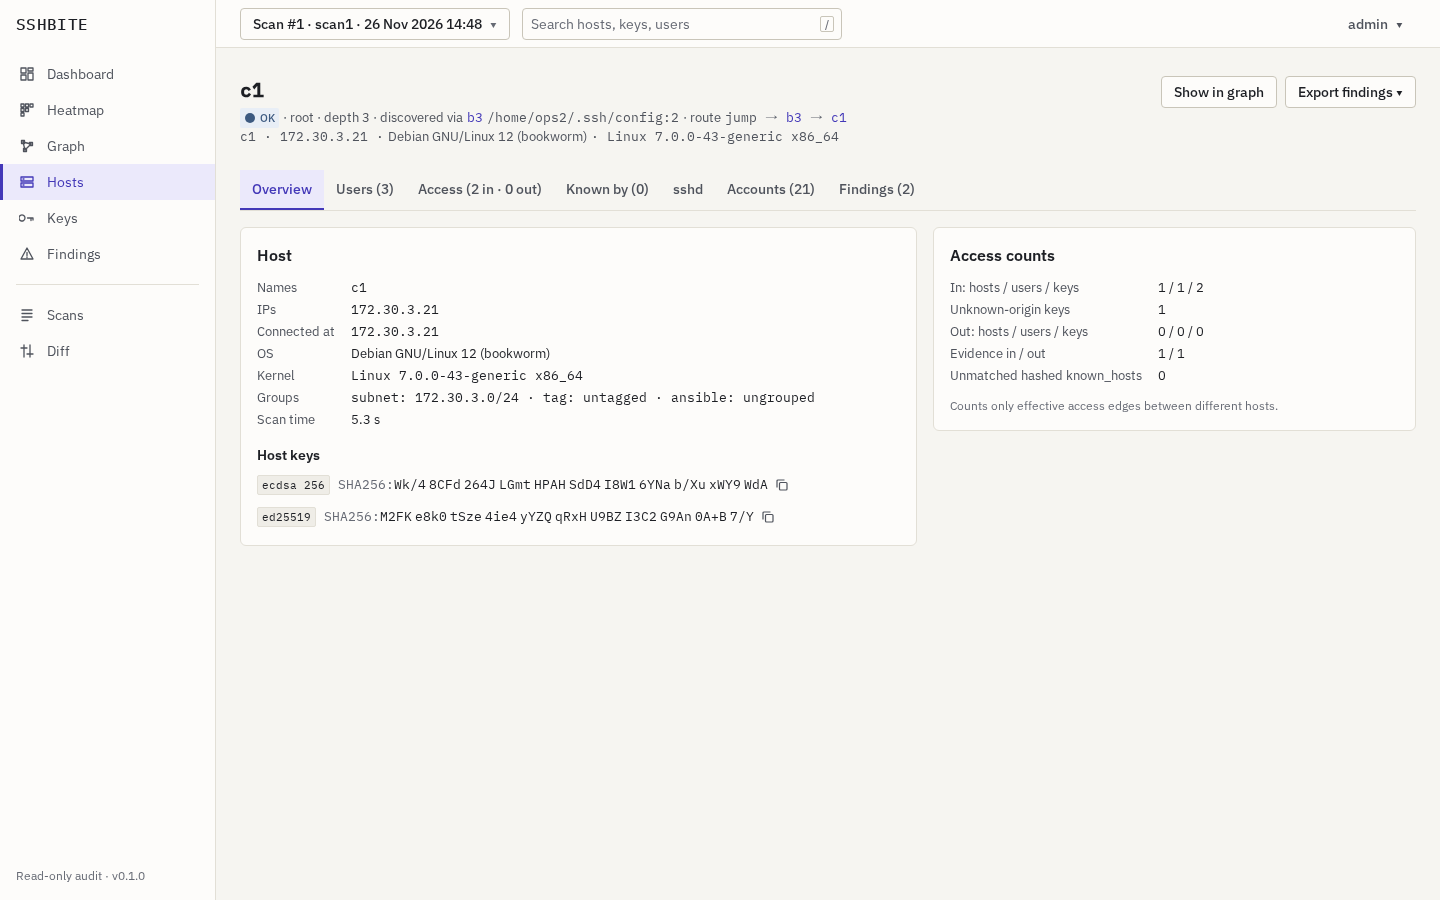 SSHBITE
Scan #1 · scan1 · 26 Nov 2026 14:48 ▾
Search hosts, keys, users /
admin ▾
Dashboard
Heatmap
Graph
Hosts
Keys
Findings
Scans
Diff
Read-only audit · v0.1.0
c1
Show in graph
Export findings ▾
OK · root · depth 3 · discovered via b3 /home/ops2/.ssh/config:2 · route jump → b3 → c1
c1 · 172.30.3.21 · Debian GNU/Linux 12 (bookworm) · Linux 7.0.0-43-generic x86_64
Overview Users (3) Access (2 in · 0 out) Known by (0) sshd Accounts (21) Findings (2)
Host
Names c1
IPs 172.30.3.21
Connected at 172.30.3.21
OS Debian GNU/Linux 12 (bookworm)
Kernel Linux 7.0.0-43-generic x86_64
Groups subnet: 172.30.3.0/24 · tag: untagged · ansible: ungrouped
Scan time 5.3 s
Host keys
ecdsa 256 SHA256:Wk/4 8CFd 264J LGmt HPAH SdD4 I8W1 6YNa b/Xu xWY9 WdA
ed25519 SHA256:M2FK e8k0 tSze 4ie4 yYZQ qRxH U9BZ I3C2 G9An 0A+B 7/Y
Access counts
In: hosts / users / keys 1 / 1 / 2
Unknown-origin keys 1
Out: hosts / users / keys 0 / 0 / 0
Evidence in / out 1 / 1
Unmatched hashed known_hosts 0
Counts only effective access edges between different hosts.